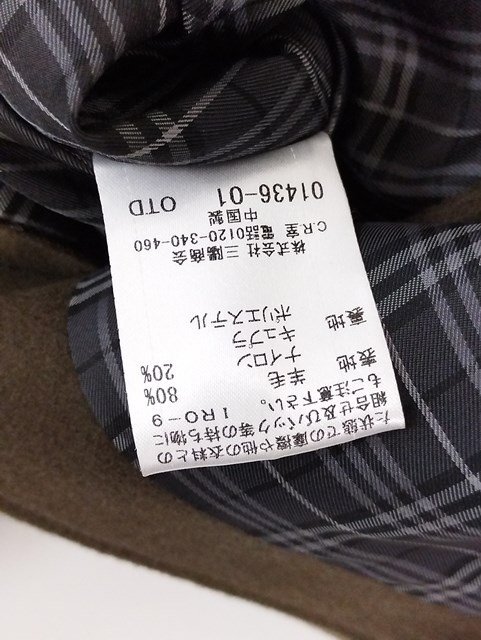 た状態での摩擦や他の衣料との
組合せ及びバック等の持ち物に
もご注意下さい。 IRO-9
表地 羊毛 80%
ナイロン 20%
裏地 キュプラ
ポリエステル
株式会社 三陽商会
C.R室 電話0120-340-460
中国製
01436-01 OTD